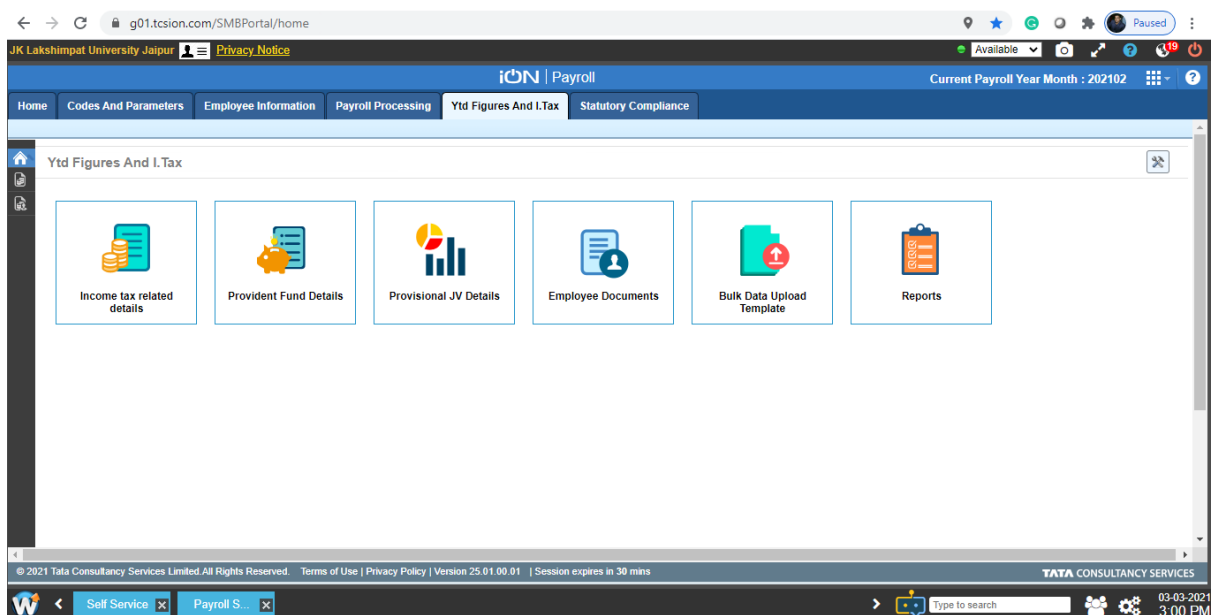 g01.tcsion.com/SMBPortal/home
Paused
JK Lakshimpat University Jaipur Privacy Notice
Available 19
iON | Payroll
Current Payroll Year Month : 202102
Home Codes And Parameters Employee Information Payroll Processing Ytd Figures And I.Tax Statutory Compliance
Ytd Figures And I.Tax
Income tax related details
Provident Fund Details
Provisional JV Details
Employee Documents
Bulk Data Upload Template
Reports
© 2021 Tata Consultancy Services Limited.All Rights Reserved. Terms of Use | Privacy Policy | Version 25.01.00.01 | Session expires in 30 mins
TATA CONSULTANCY SERVICES
Self Service Payroll S...
Type to search
03-03-2021
3:00 PM